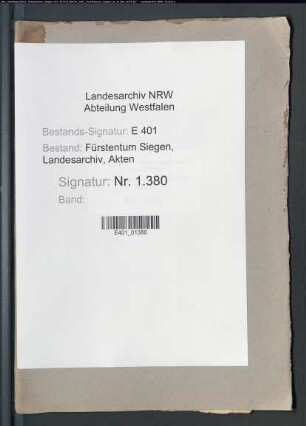 Landesarchiv NRW
Abteilung Westfalen
Bestands-Signatur: E 401
Bestand: Fürstentum Siegen,
Landesarchiv, Akten
Signatur: Nr. 1.380
Band:
E401_01380